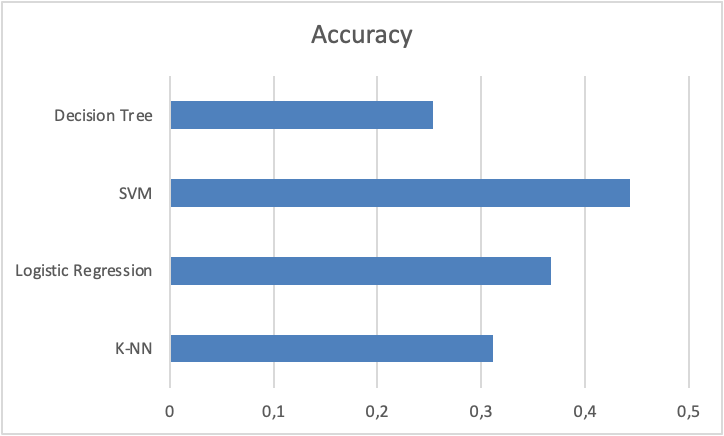 Accuracy
Decision Tree
SVM
Logistic Regression
K-NN
0 0,1 0,2 0,3 0,4 0,5